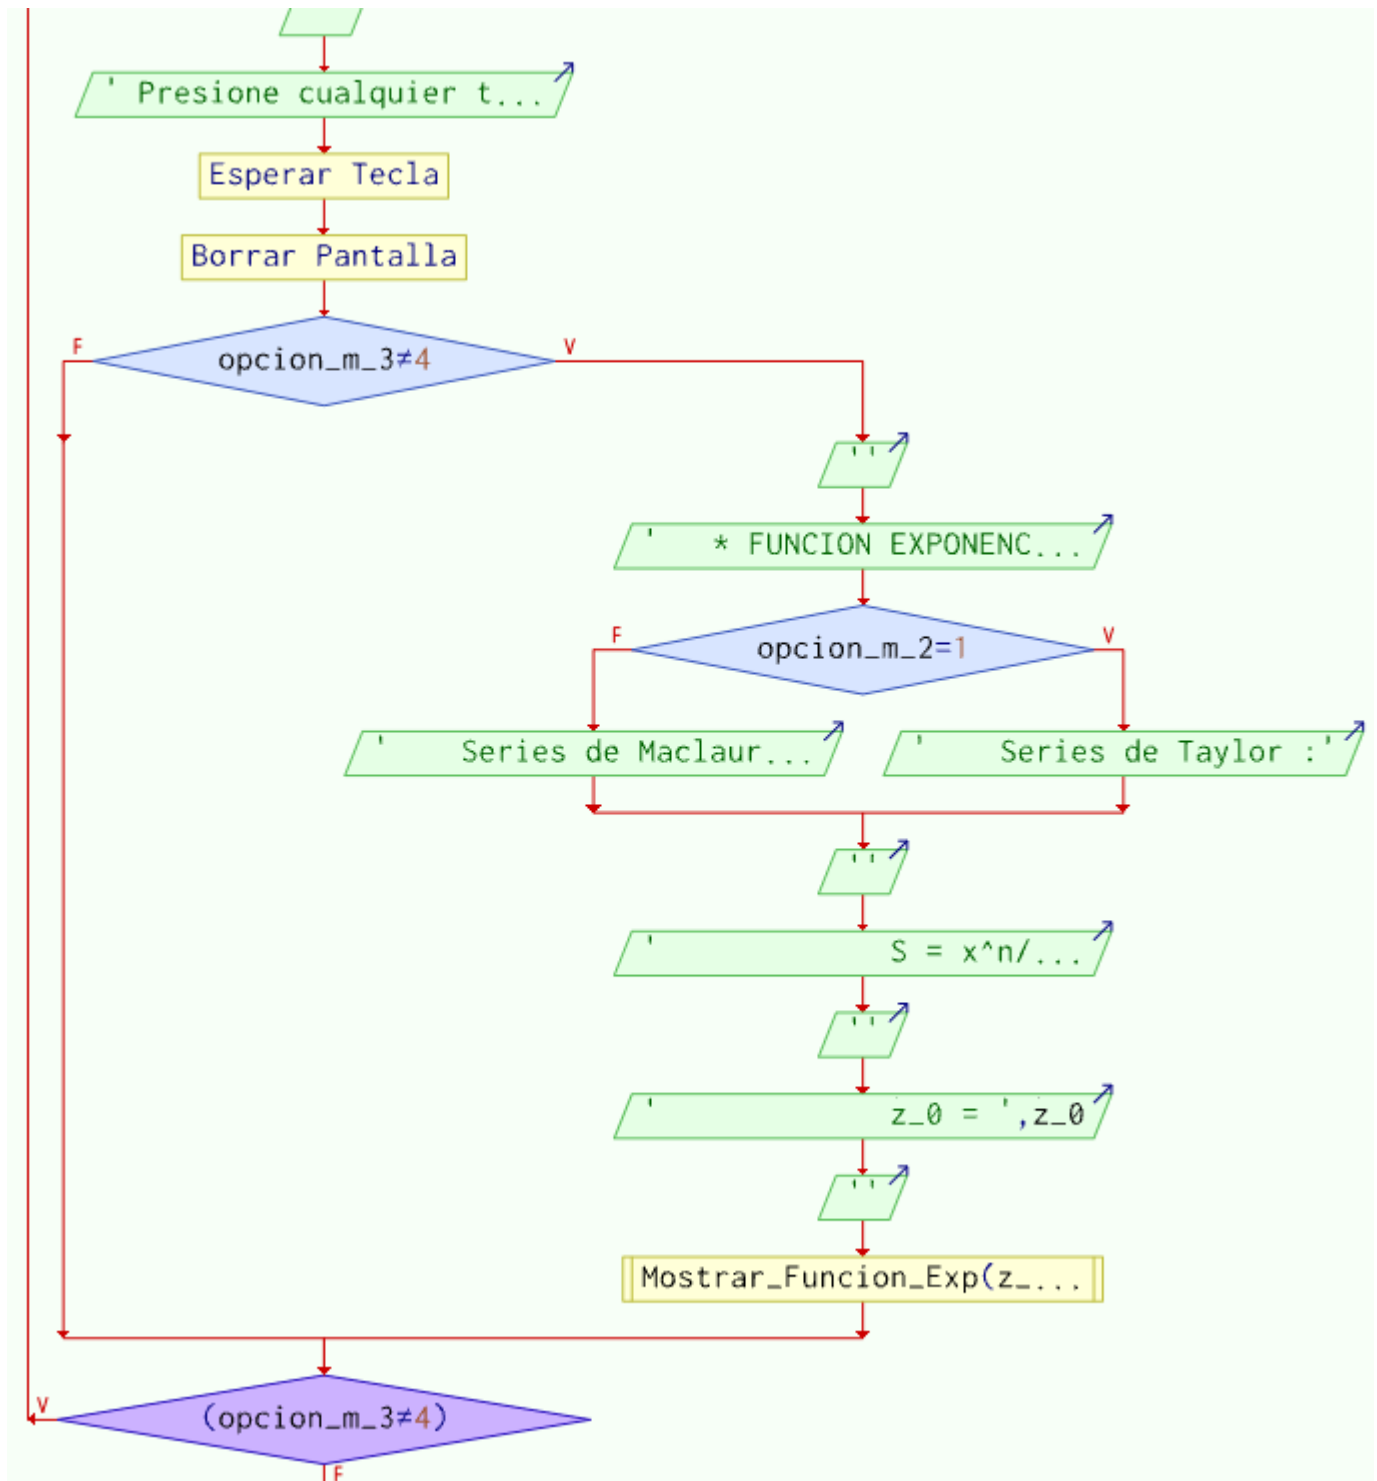 ' Presione cualquier t...
Esperar Tecla
Borrar Pantalla
F
opcion_m_3≠4
V
''
' * FUNCION EXPONENC...
F
opcion_m_2=1
V
' Series de Maclaur...
' Series de Taylor :'
''
' S = x^n/...
''
' z_0 = ',z_0
''
Mostrar_Funcion_Exp(z_...
V
(opcion_m_3≠4)
F